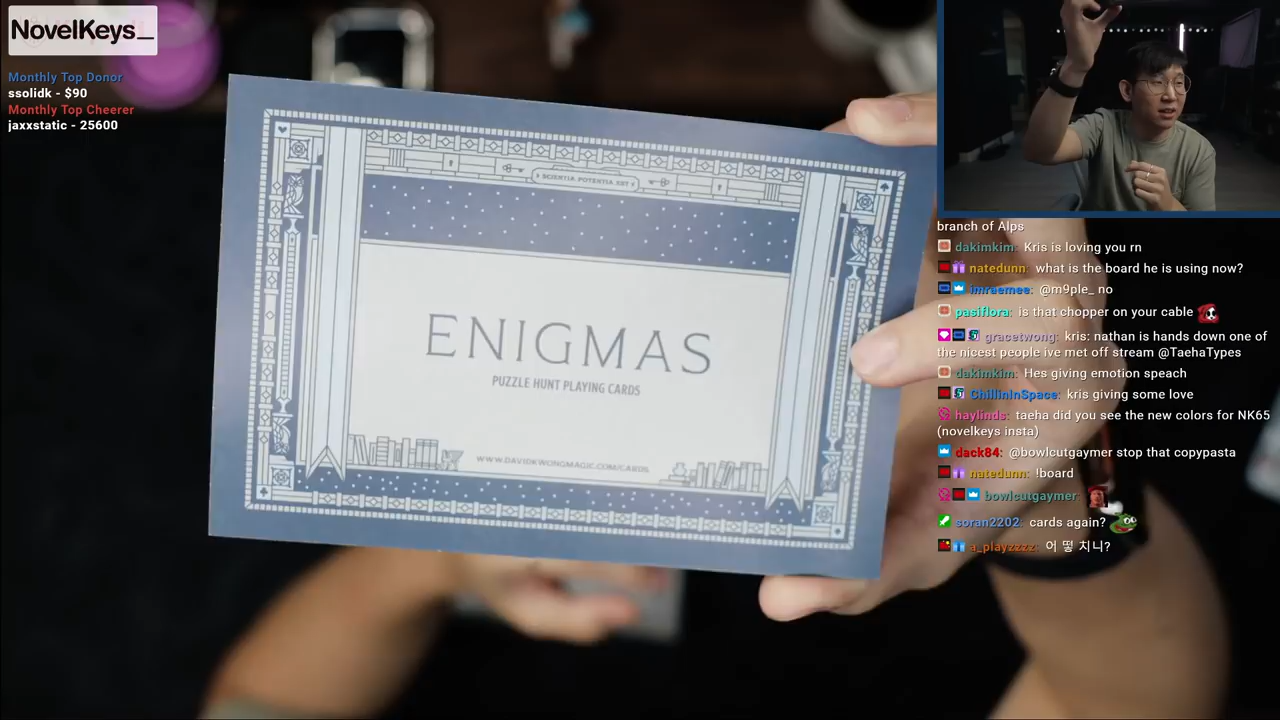 NovelKeys_
Monthly Top Donor
ssolidk - $90
Monthly Top Cheerer
jaxxstatic - 25600
SCIENTIA POTENTIA EST
ENIGMAS
PUZZLE HUNT PLAYING CARDS
WWW.DAVIDKWONGMAGIC.COM/CARDS
branch of Alps
dakimkim: Kris is loving you rn
natedunn: what is the board he is using now?
imraemee: @m9ple_ no
pasiflora: is that chopper on your cable
gracetwong: kris: nathan is hands down one of
the nicest people ive met off stream @TaehaTypes
dakimkim: Hes giving emotion speach
ChillinInSpace: kris giving some love
haylinds: taeha did you see the new colors for NK65
(novelkeys insta)
dack84: @bowlcutgaymer stop that copypasta
natedunn: !board
bowlcutgaymer:
soran2202: cards again?
a_playzzzz: 어 떻 치니?